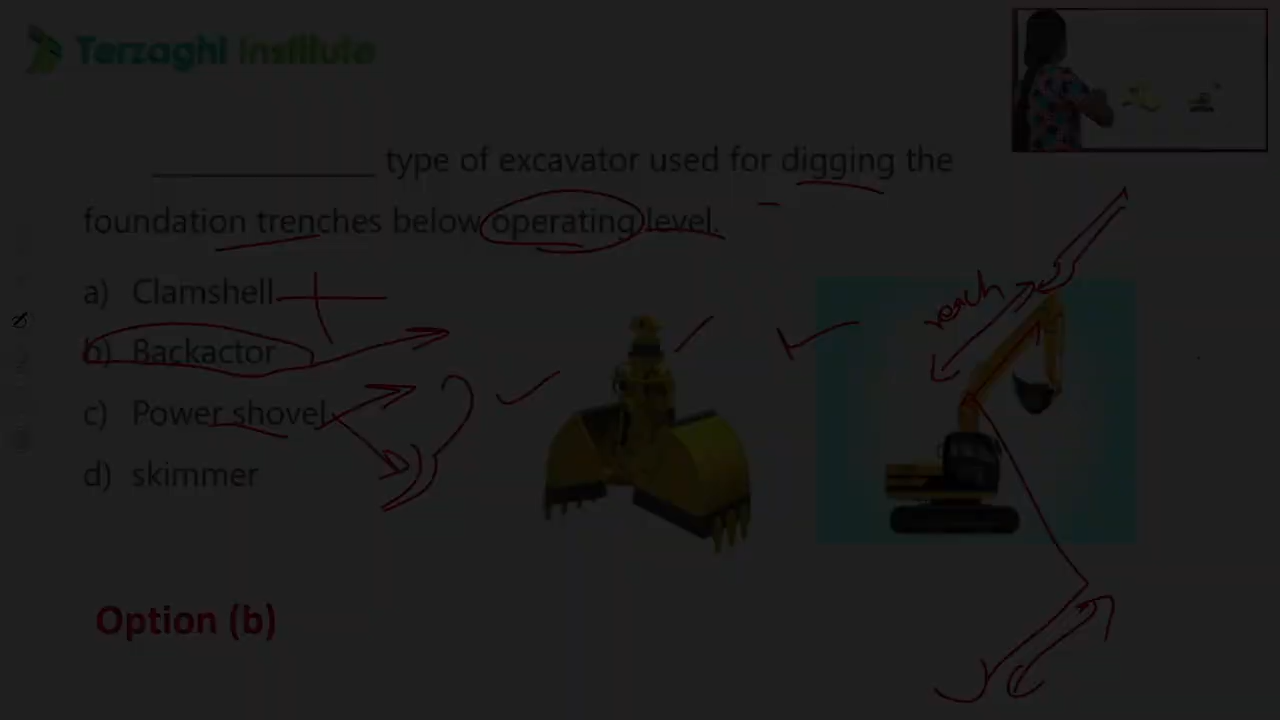 Terzaghi Institute
____________ type of excavator used for digging the
foundation trenches below operating level.
a) Clamshell
b) Backactor
c) Power shovel
d) skimmer
reach
Option (b)